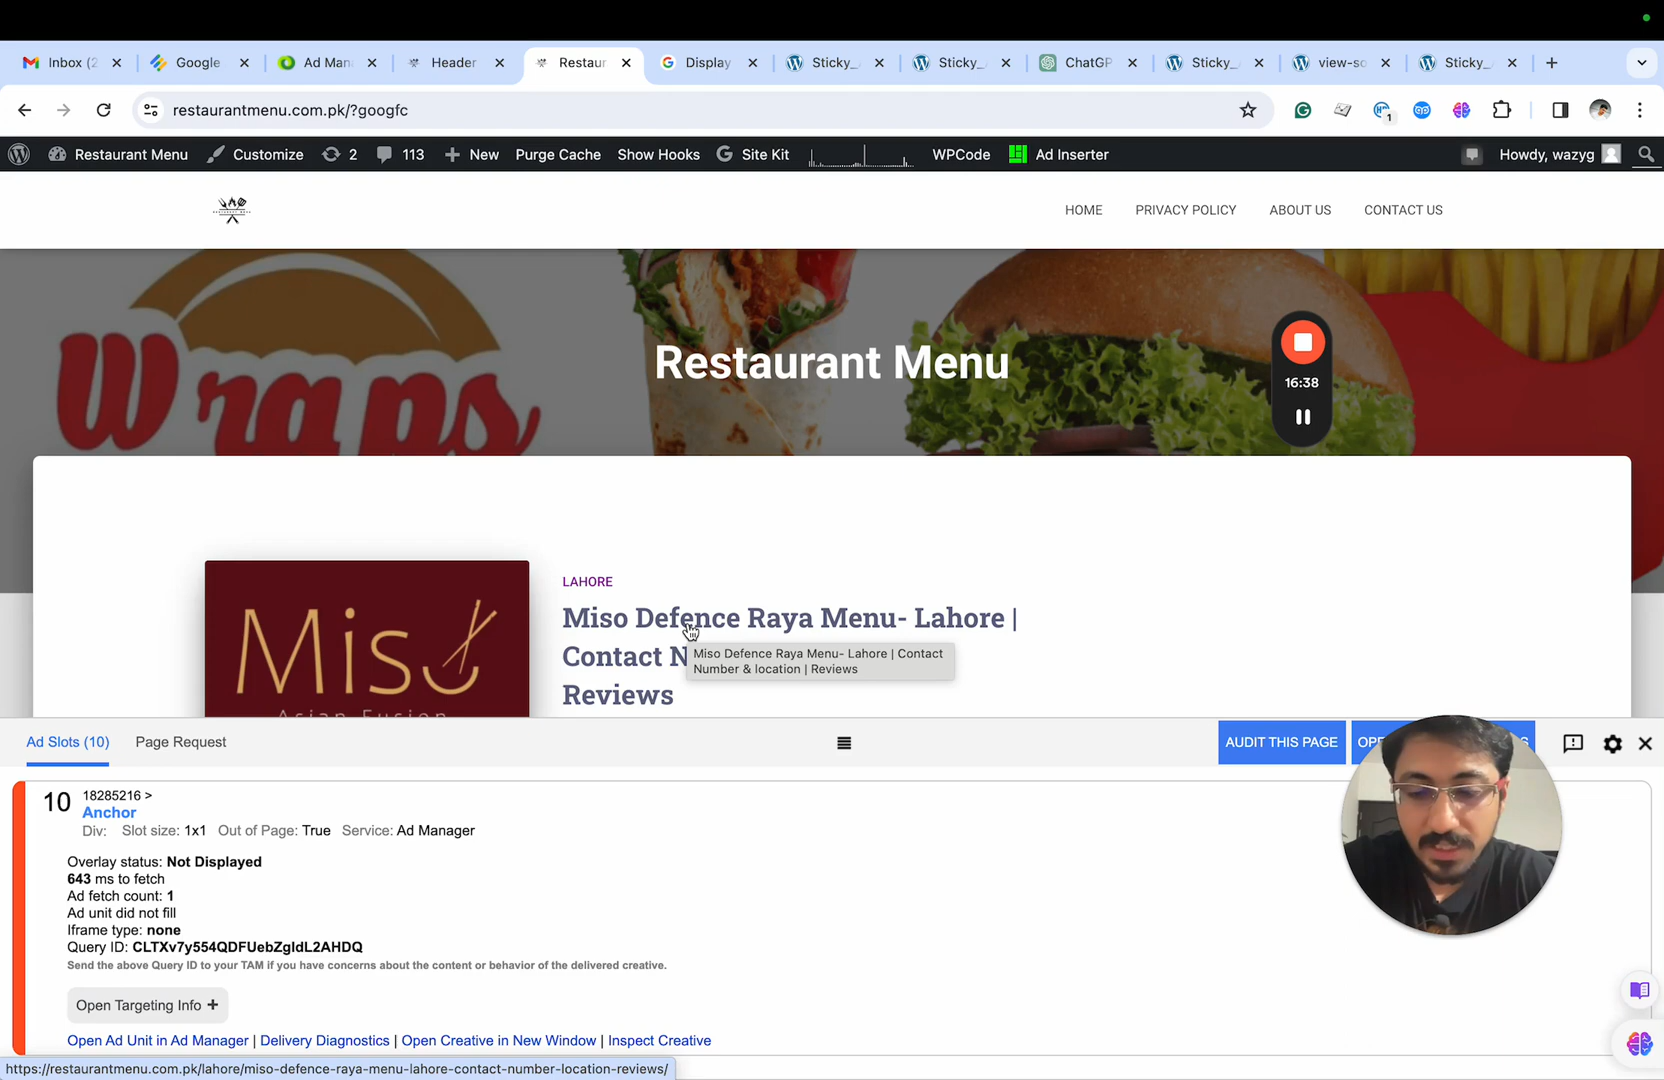 Inbox (2
Google
Ad Man
Header
Restaur
Display
Sticky_
Sticky_
ChatGP
Sticky_
view-so
Sticky_
restaurantmenu.com.pk/?googfc
1
Restaurant Menu
Customize
2
113
New
Purge Cache
Show Hooks
Site Kit
WPCode
Ad Inserter
Howdy, wazyg
HOME
PRIVACY POLICY
ABOUT US
CONTACT US
Wraps
Restaurant Menu
16:38
Miso
Asian Fusion
LAHORE
Miso Defence Raya Menu- Lahore |
Contact N
Reviews
Miso Defence Raya Menu- Lahore | Contact
Number & location | Reviews
Ad Slots (10)
Page Request
AUDIT THIS PAGE
OPE
S
10
18285216 >
Anchor
Div: Slot size: 1x1 Out of Page: True Service: Ad Manager
Overlay status: Not Displayed
643 ms to fetch
Ad fetch count: 1
Ad unit did not fill
Iframe type: none
Query ID: CLTXv7y554QDFUebZgIdL2AHDQ
Send the above Query ID to your TAM if you have concerns about the content or behavior of the delivered creative.
Open Targeting Info +
Open Ad Unit in Ad Manager | Delivery Diagnostics | Open Creative in New Window | Inspect Creative
https://restaurantmenu.com.pk/lahore/miso-defence-raya-menu-lahore-contact-number-location-reviews/